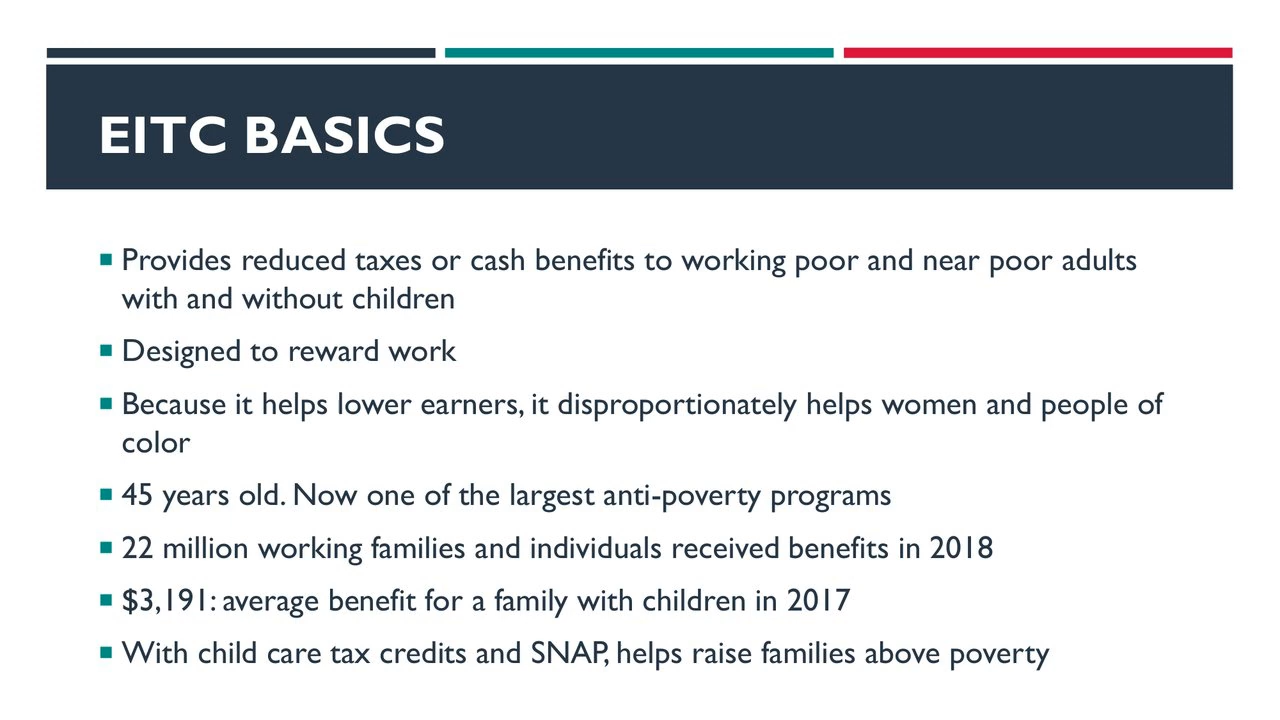 EITC BASICS
Provides reduced taxes or cash benefits to working poor and near poor adults
with and without children
Designed to reward work
Because it helps lower earners, it disproportionately helps women and people of
color
45 years old. Now one of the largest anti-poverty programs
22 million working families and individuals received benefits in 2018
$3,191: average benefit for a family with children in 2017
With child care tax credits and SNAP, helps raise families above poverty